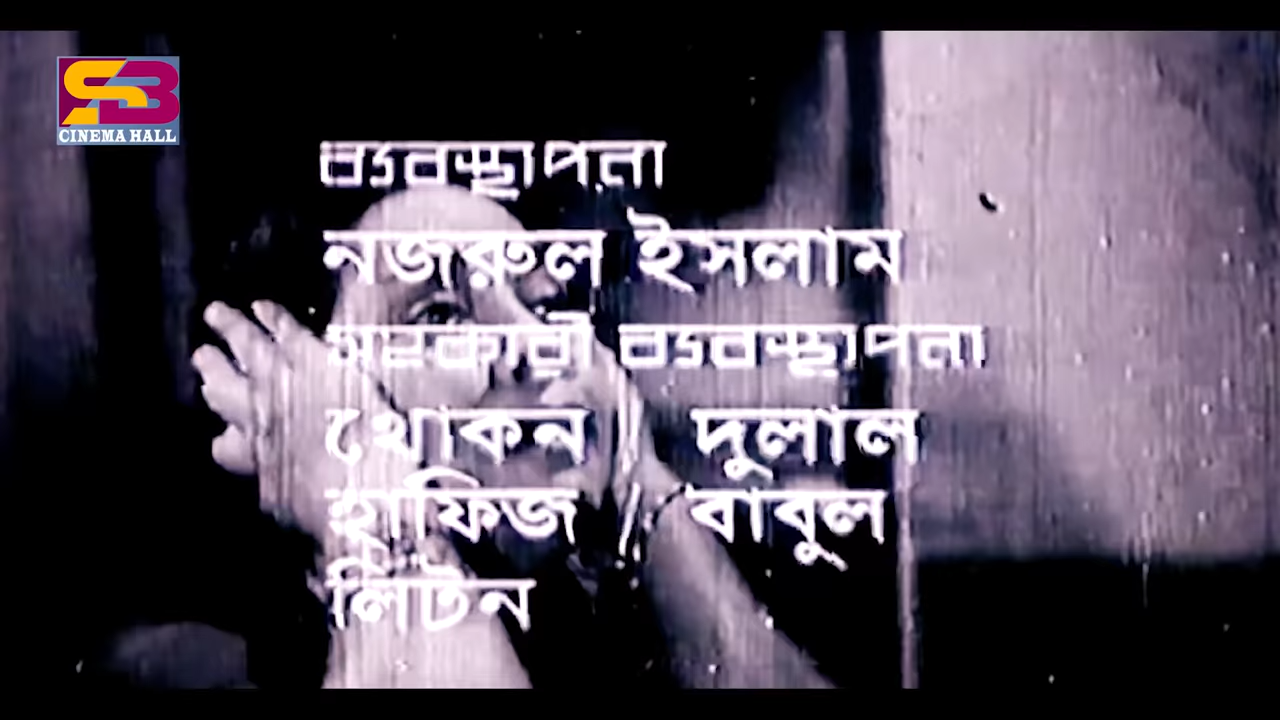 SB
CINEMA HALL
ব্যবস্থাপনা
নজরুল ইসলাম
সহকারী ব্যবস্থাপনা
খোকন / দুলাল
হাফিজ / বাবুল
লিটন